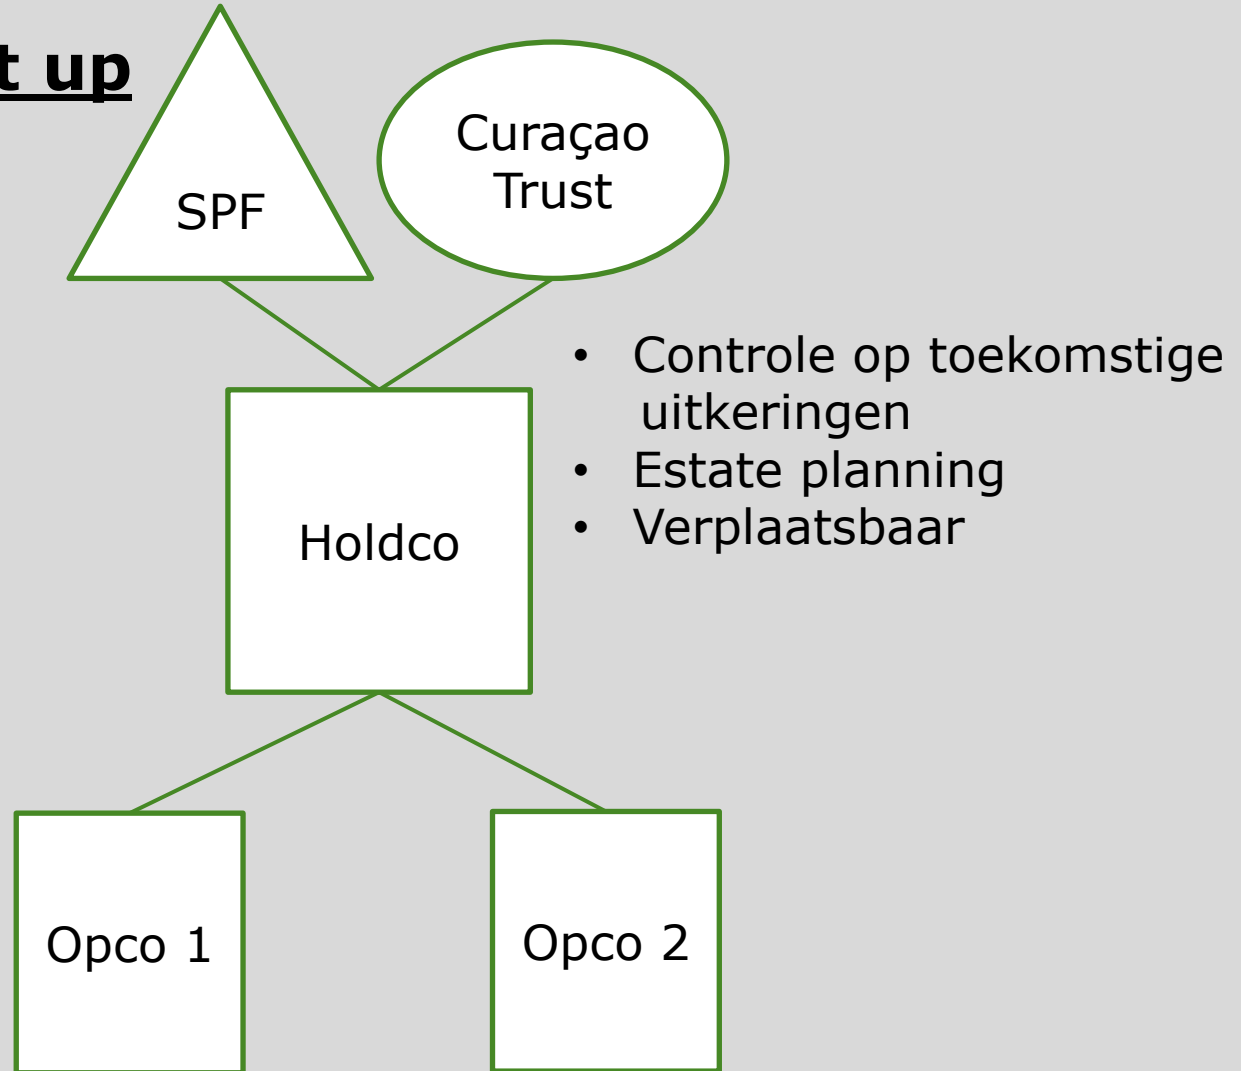 t up
SPF
Curaçao
Trust
• Controle op toekomstige
uitkeringen
• Estate planning
• Verplaatsbaar
Holdco
Opco 1
Opco 2